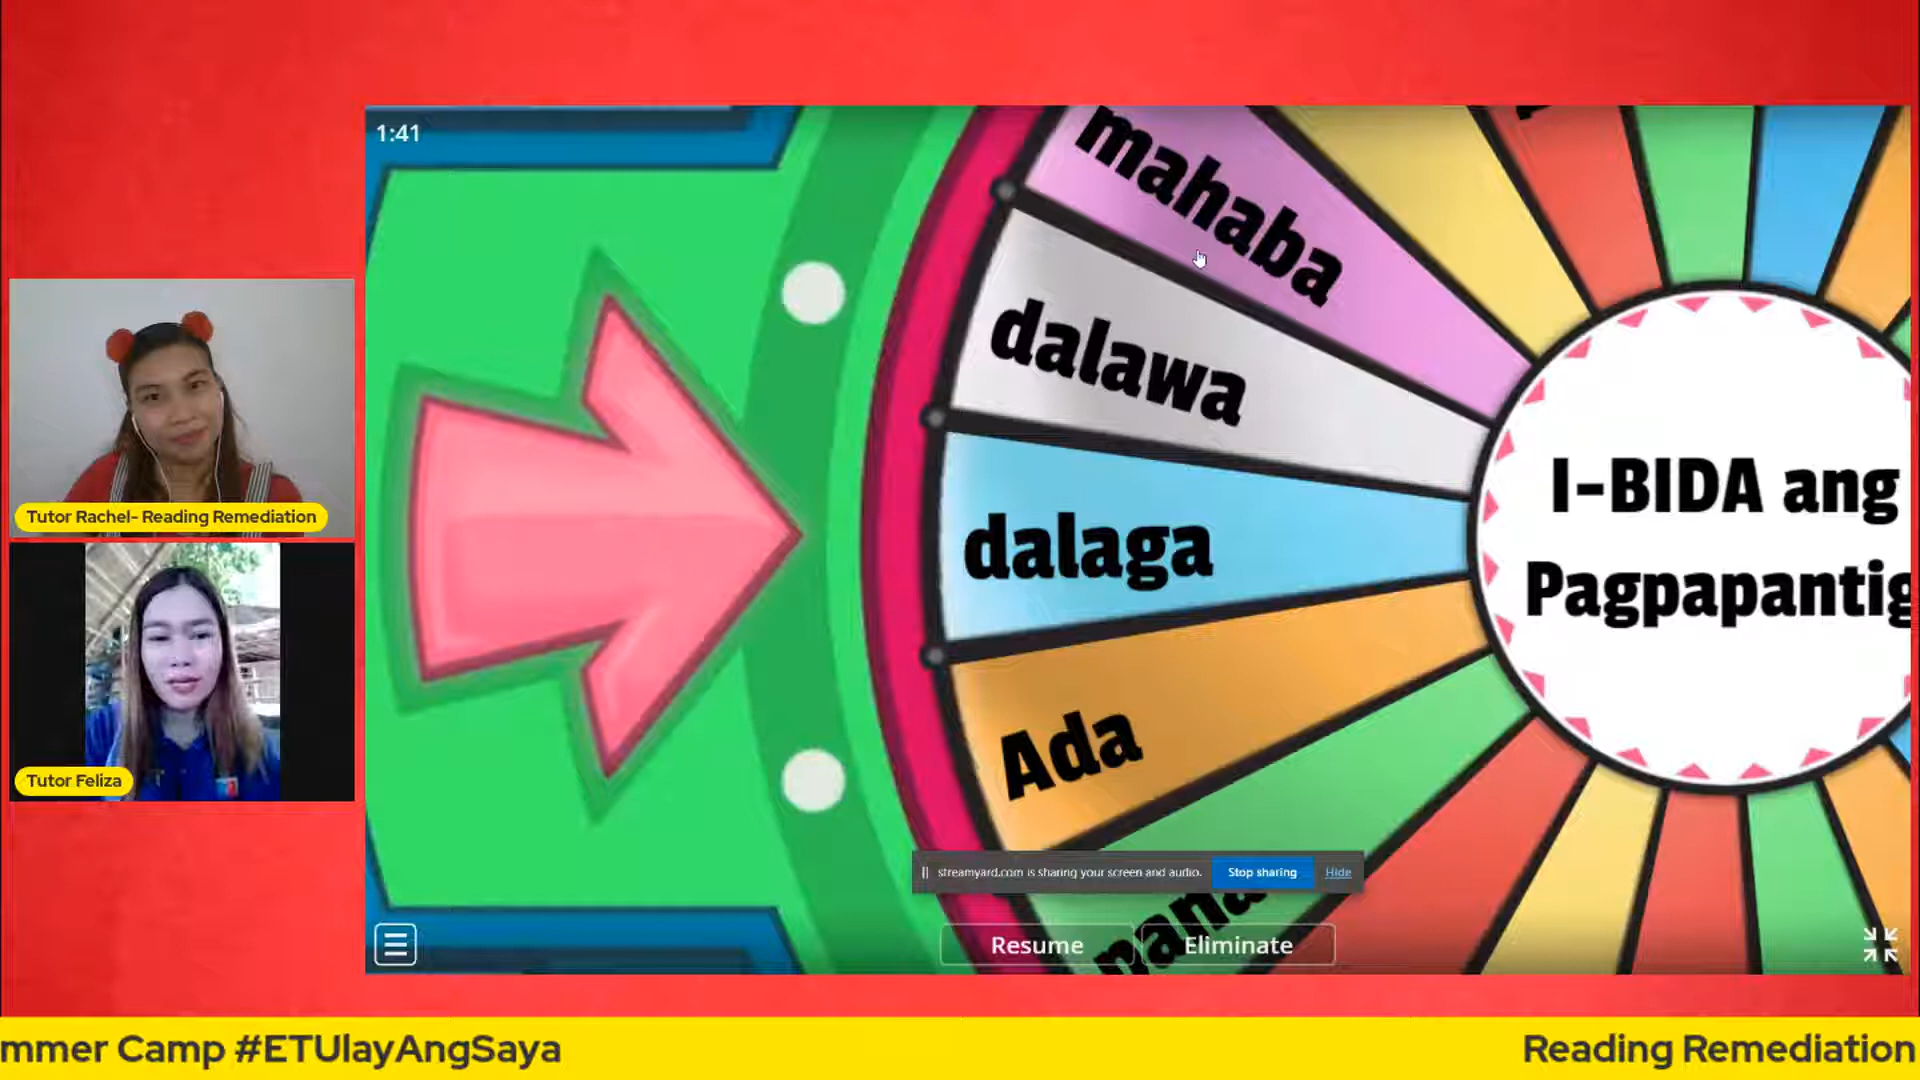 1:41
mahaba
dalawa
dalaga
Ada
I-BIDA ang
Pagpapantig
Tutor Rachel- Reading Remediation
Tutor Feliza
streamyard.com is sharing your screen and audio.
Stop sharing
Hide
Resume
Eliminate
mmer Camp #ETUlayAngSaya
Reading Remediation